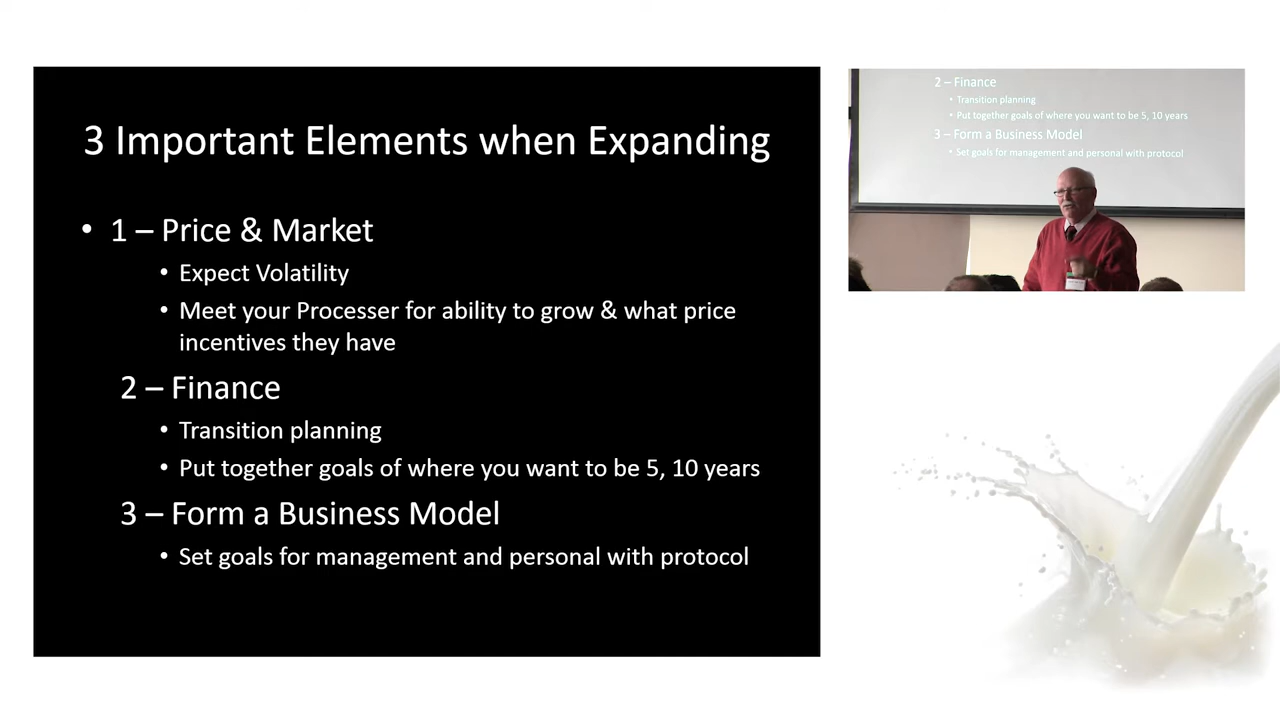 3 Important Elements when Expanding
• 1 – Price & Market
• Expect Volatility
• Meet your Processer for ability to grow & what price
incentives they have
2 – Finance
• Transition planning
• Put together goals of where you want to be 5, 10 years
3 – Form a Business Model
• Set goals for management and personal with protocol
2 – Finance
• Transition planning
• Put together goals of where you want to be 5, 10 years
3 – Form a Business Model
• Set goals for management and personal with protocol